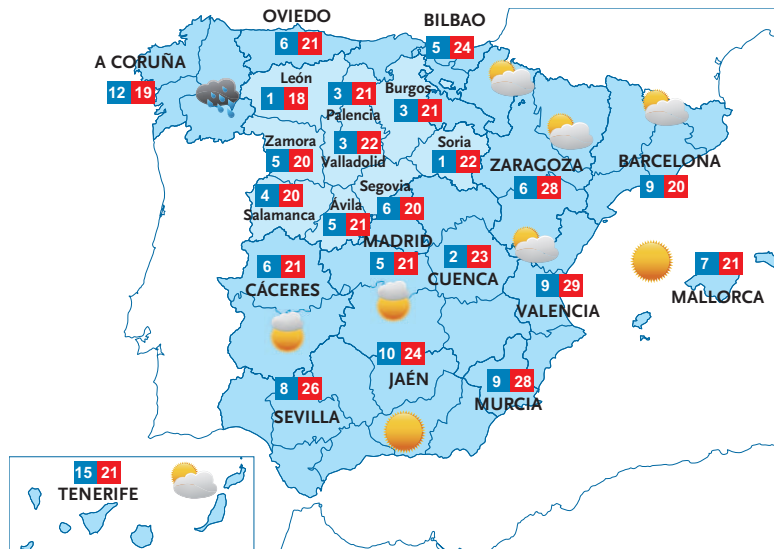 OVIEDO
6 21
BILBAO
5 24
A CORUÑA
12 19
León
1 18
3 21
Palencia
Burgos
3 21
Zamora
5 20
3 22
Valladolid
Soria
1 22
ZARAGOZA
6 28
BARCELONA
9 20
4 20
Salamanca
Ávila
5 21
Segovia
6 20
MADRID
5 21
2 23
CUENCA
6 21
CÁCERES
9 29
VALENCIA
7 21
MALLORCA
10 24
JAÉN
8 26
SEVILLA
9 28
MURCIA
15 21
TENERIFE